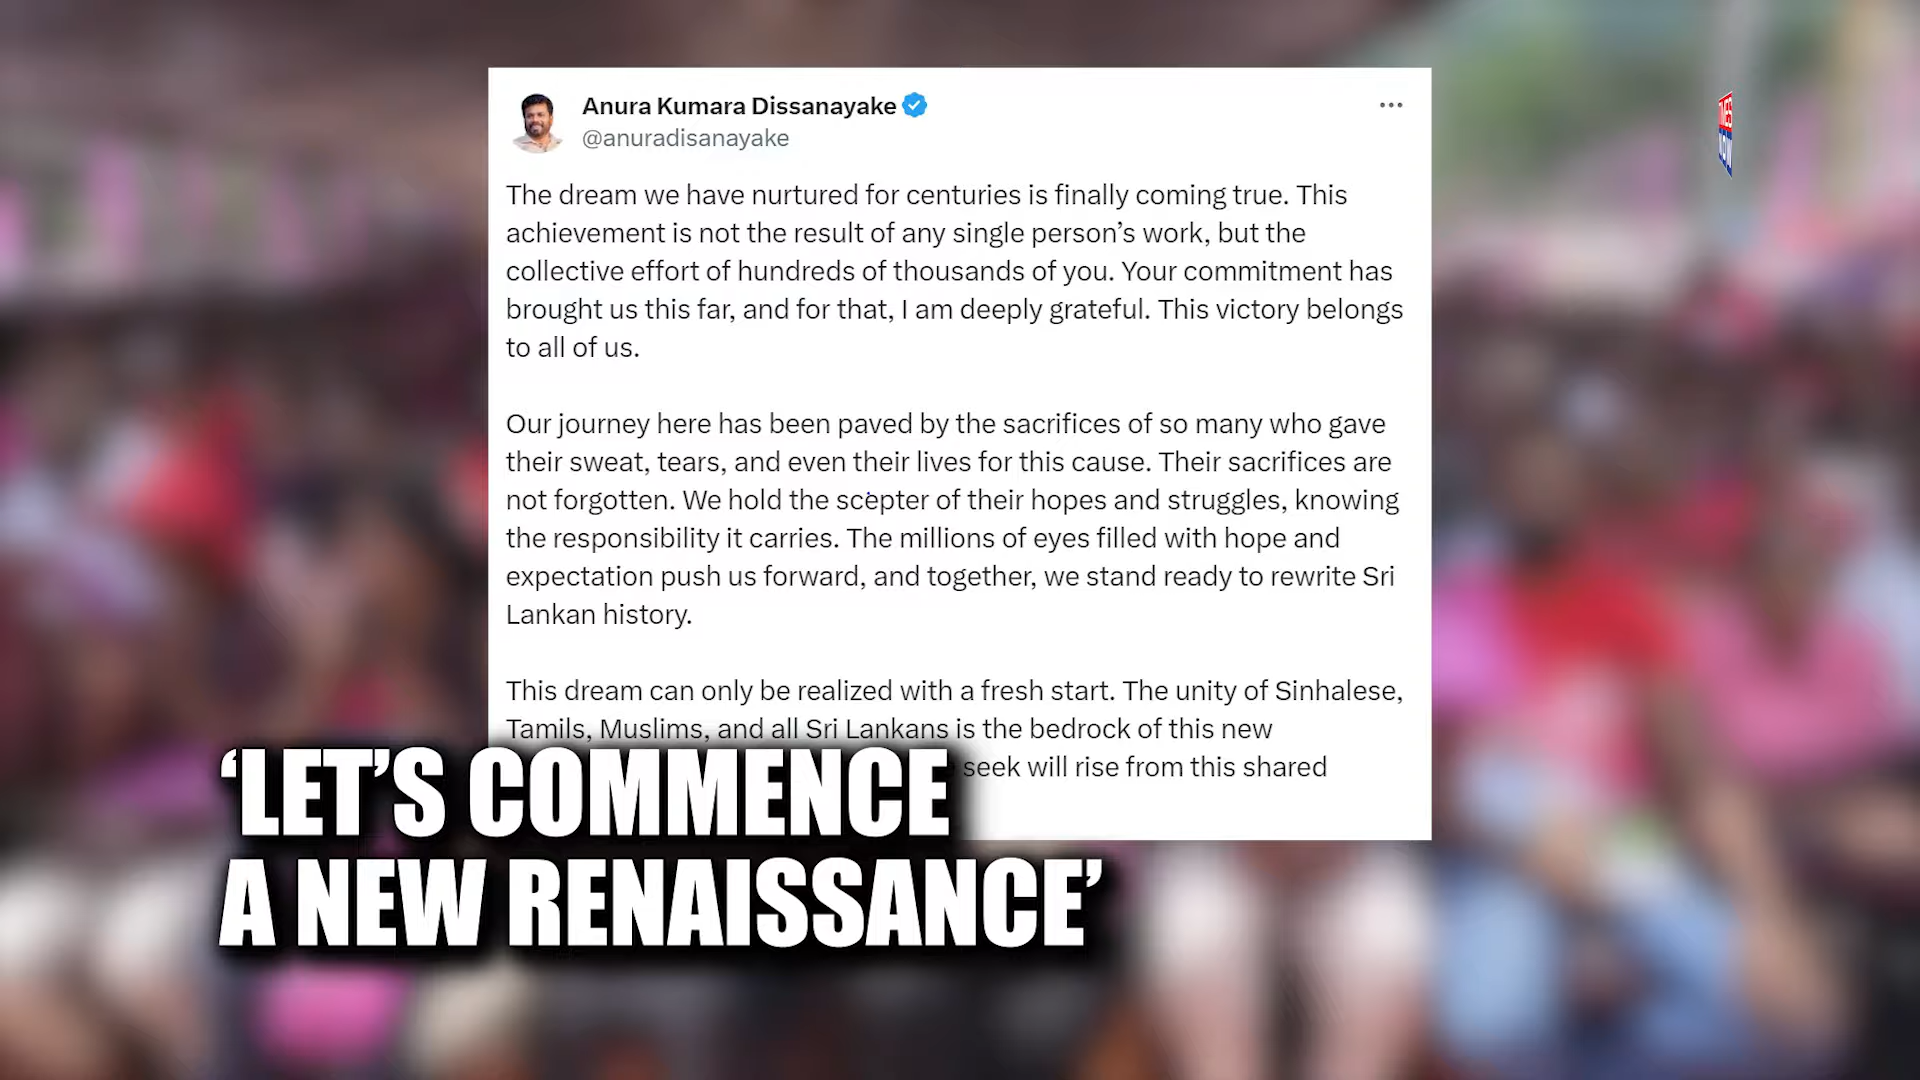 Anura Kumara Dissanayake
@anuradisanayake
The dream we have nurtured for centuries is finally coming true. This
achievement is not the result of any single person’s work, but the
collective effort of hundreds of thousands of you. Your commitment has
brought us this far, and for that, I am deeply grateful. This victory belongs
to all of us.
Our journey here has been paved by the sacrifices of so many who gave
their sweat, tears, and even their lives for this cause. Their sacrifices are
not forgotten. We hold the scepter of their hopes and struggles, knowing
the responsibility it carries. The millions of eyes filled with hope and
expectation push us forward, and together, we stand ready to rewrite Sri
Lankan history.
This dream can only be realized with a fresh start. The unity of Sinhalese,
Tamils, Muslims, and all Sri Lankans is the bedrock of this new
seek will rise from this shared
‘LET’S COMMENCE
A NEW RENAISSANCE’
TIMES
NOW